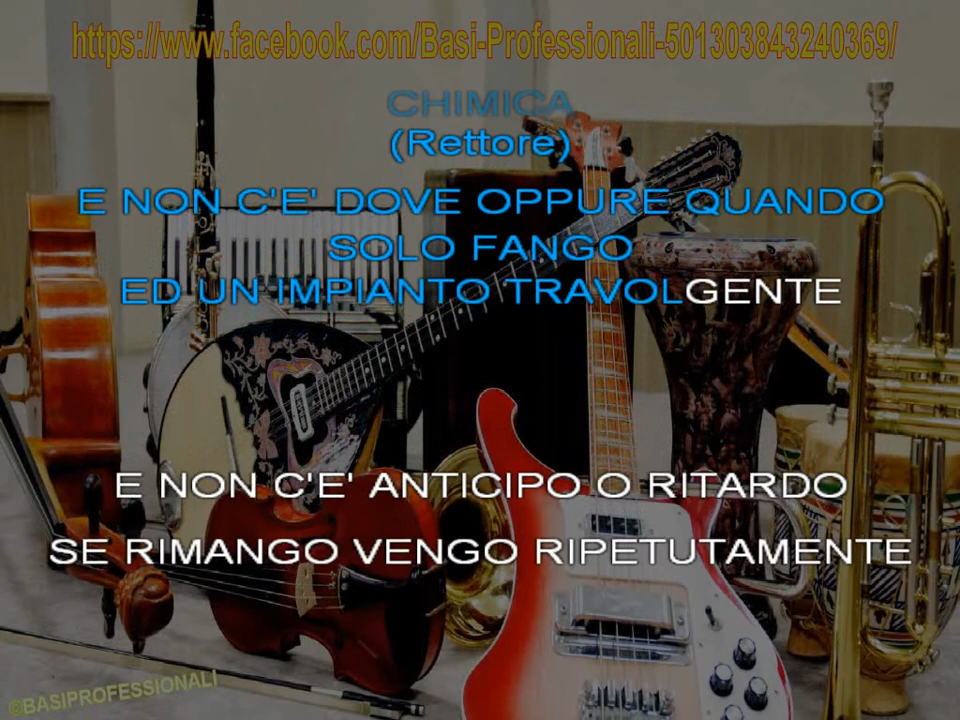 https://www.facebook.com/Basi-Professionali-501303843240369/
CHIMICA
(Rettore)
E NON C'E' DOVE OPPURE QUANDO
SOLO FANGO
ED UN IMPIANTO TRAVOLGENTE
E NON C'E' ANTICIPO O RITARDO
SE RIMANGO VENGO RIPETUTAMENTE
©BASIPROFESSIONALI